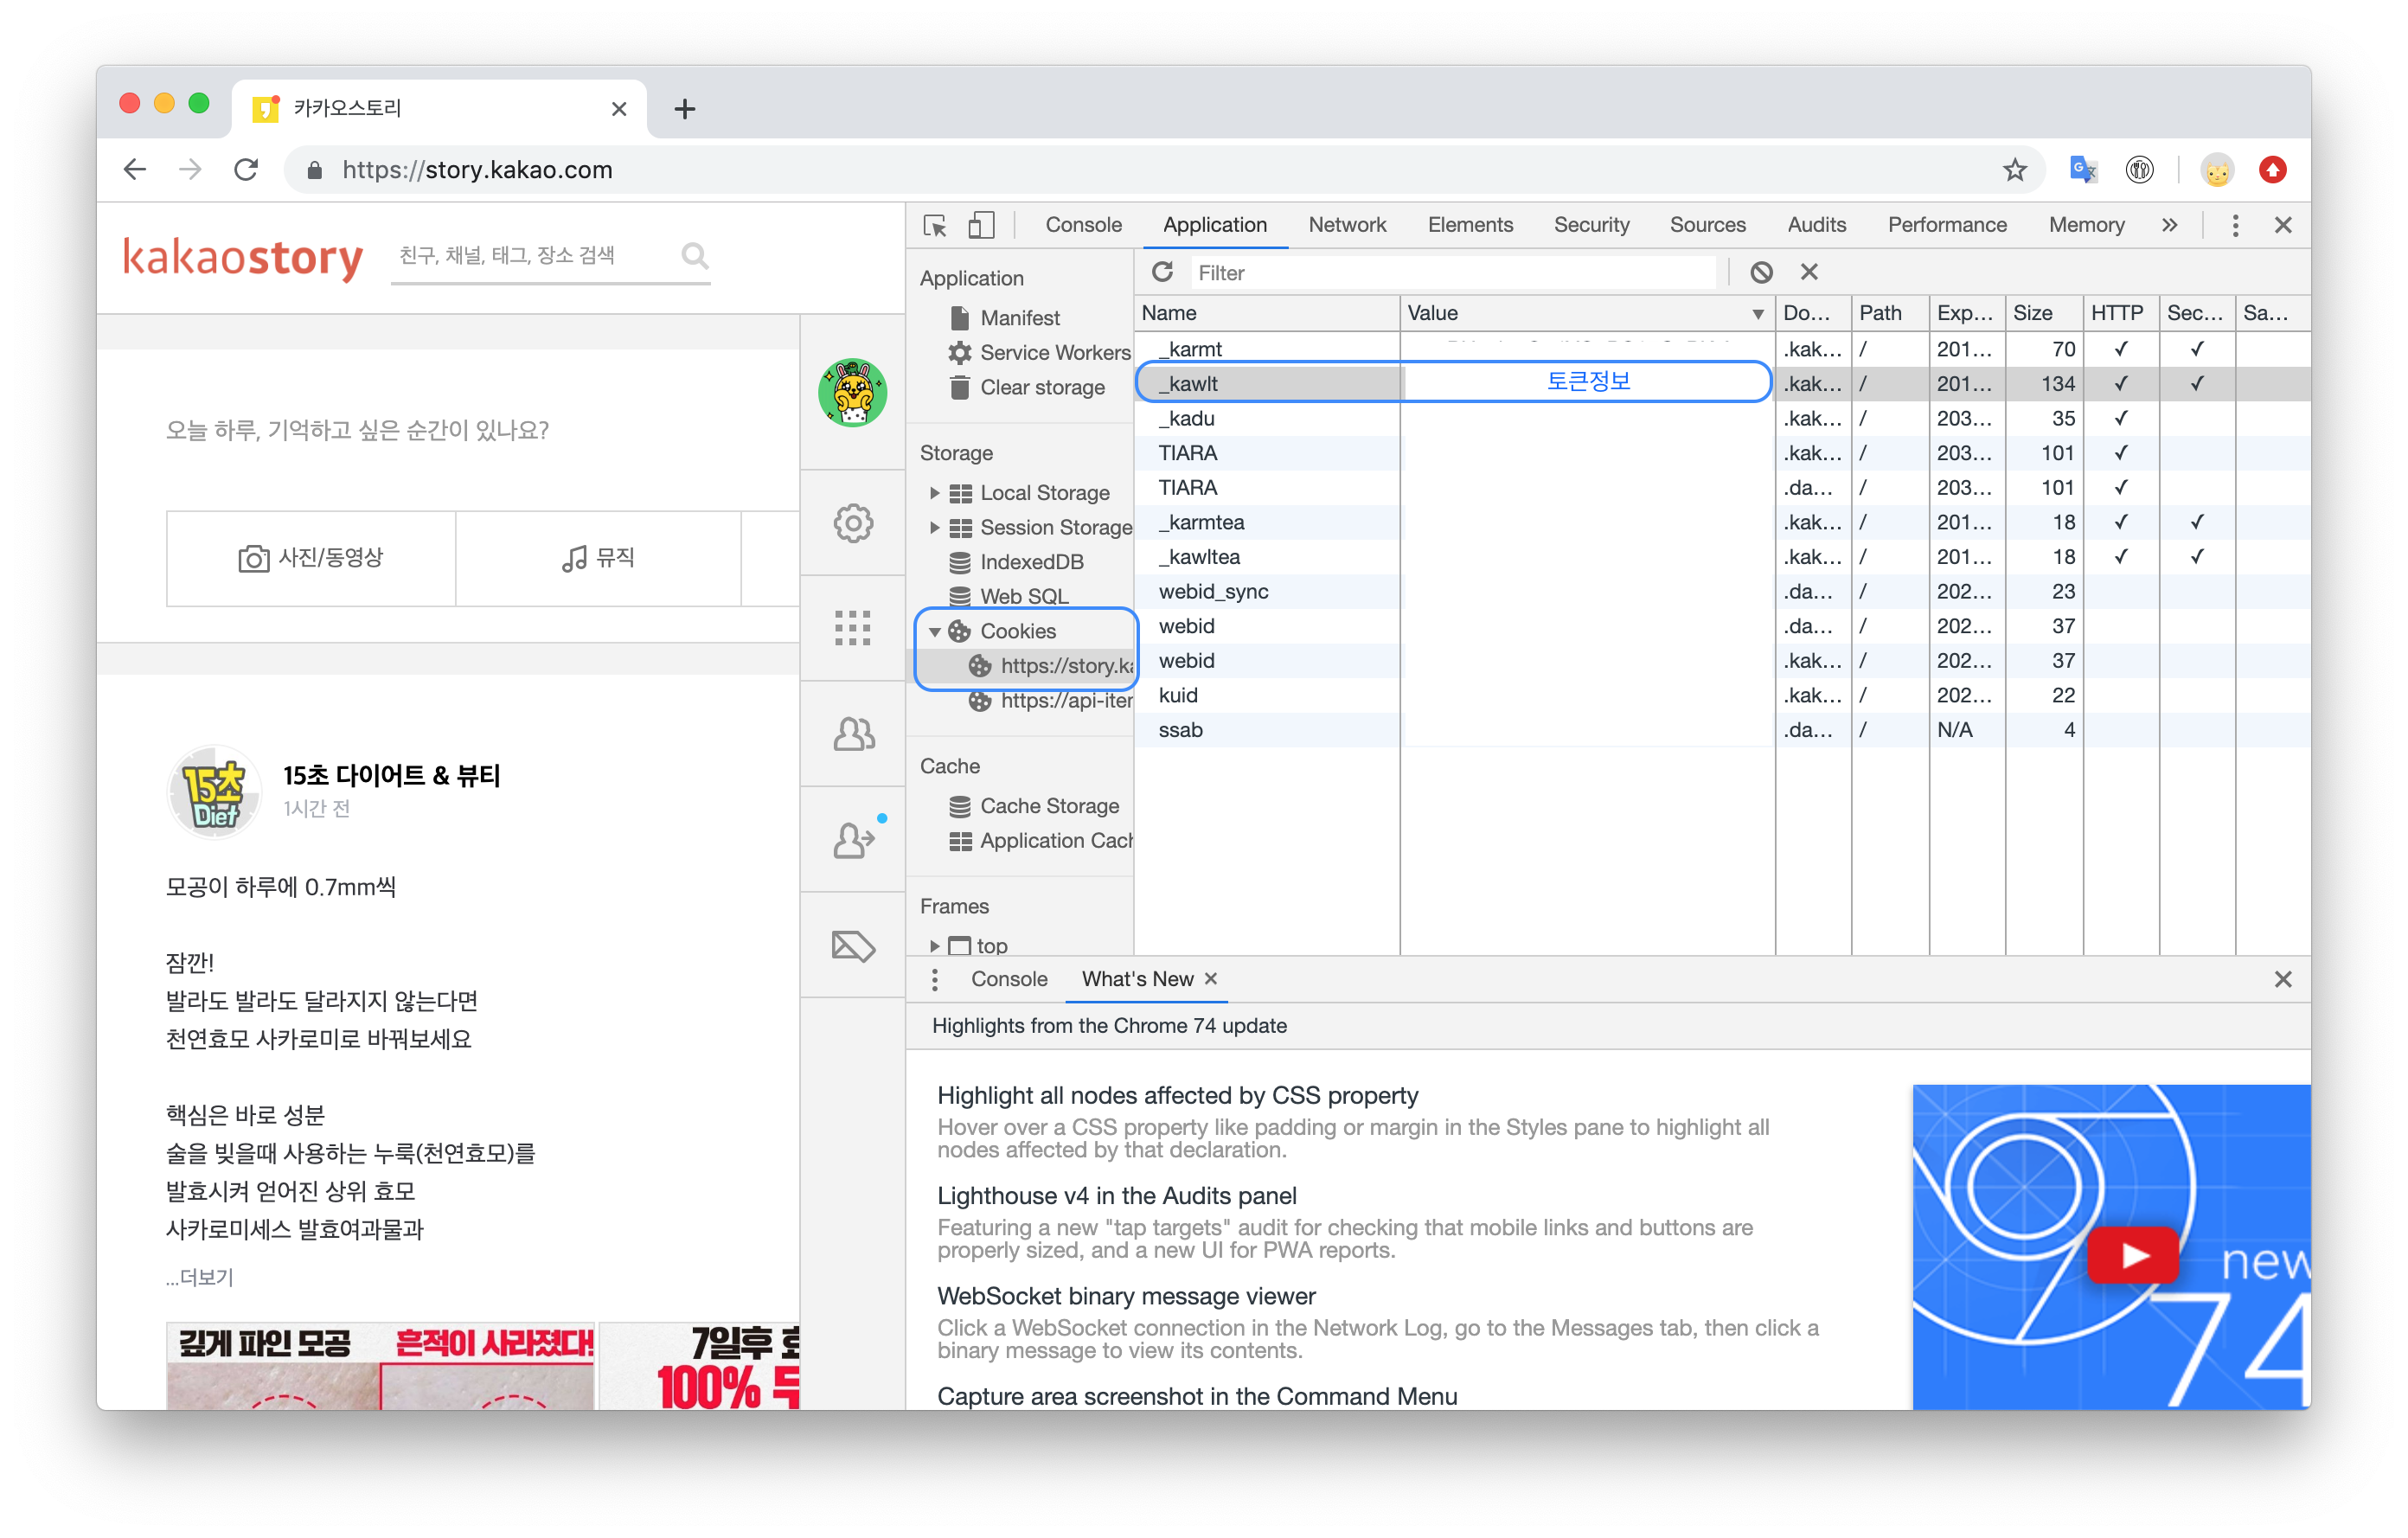 카카오스토리
https://story.kakao.com
kakaostory
친구, 채널, 태그, 장소 검색
오늘 하루, 기억하고 싶은 순간이 있나요?
사진/동영상
뮤직
15초 Diet
15초 다이어트 & 뷰티
1시간 전
모공이 하루에 0.7mm씩
잠깐!
발라도 발라도 달라지지 않는다면
천연효모 사카로미로 바꿔보세요
핵심은 바로 성분
술을 빚을때 사용하는 누룩(천연효모)를
발효시켜 얻어진 상위 효모
사카로미세스 발효여과물과
...더보기
깊게 파인 모공 흔적이 사라졌다!
7일후
100%
Console Application Network Elements Security Sources Audits Performance Memory
Application
Manifest
Service Workers
Clear storage
Storage
Local Storage
Session Storage
IndexedDB
Web SQL
Cookies
https://story.ka
https://api-iter
Cache
Cache Storage
Application Cach
Frames
top
Filter
Name Value Do... Path Exp... Size HTTP Sec... Sa...
_karmt .kak... / 201... 70 ✓ ✓
_kawlt 토큰정보 .kak... / 201... 134 ✓ ✓
_kadu .kak... / 203... 35 ✓
TIARA .kak... / 203... 101 ✓
TIARA .da... / 203... 101 ✓
_karmtea .kak... / 201... 18 ✓ ✓
_kawltea .kak... / 201... 18 ✓ ✓
webid_sync .da... / 202... 23
webid .da... / 202... 37
webid .kak... / 202... 37
kuid .kak... / 202... 22
ssab .da... / N/A 4
Console What's New
Highlights from the Chrome 74 update
Highlight all nodes affected by CSS property
Hover over a CSS property like padding or margin in the Styles pane to highlight all
nodes affected by that declaration.
Lighthouse v4 in the Audits panel
Featuring a new "tap targets" audit for checking that mobile links and buttons are
properly sized, and a new UI for PWA reports.
WebSocket binary message viewer
Click a WebSocket connection in the Network Log, go to the Messages tab, then click a
binary message to view its contents.
Capture area screenshot in the Command Menu
new
74